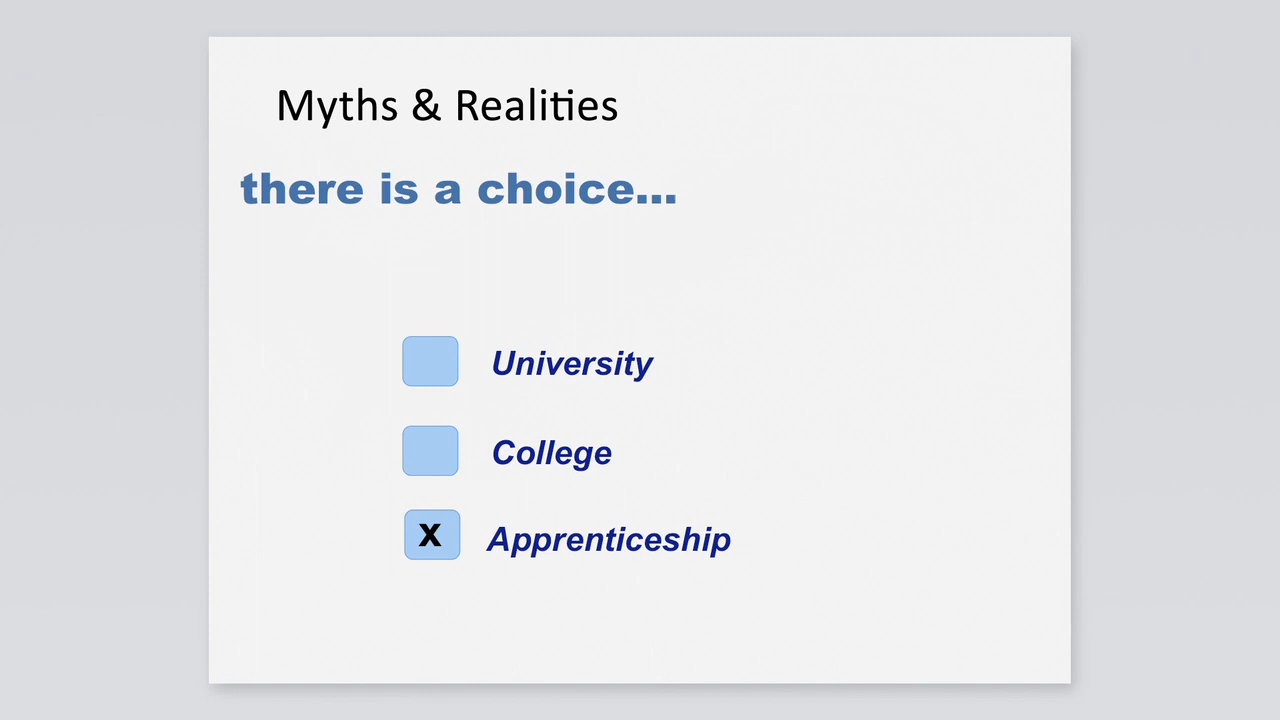 Myths & Realities
there is a choice...
University
College
X Apprenticeship